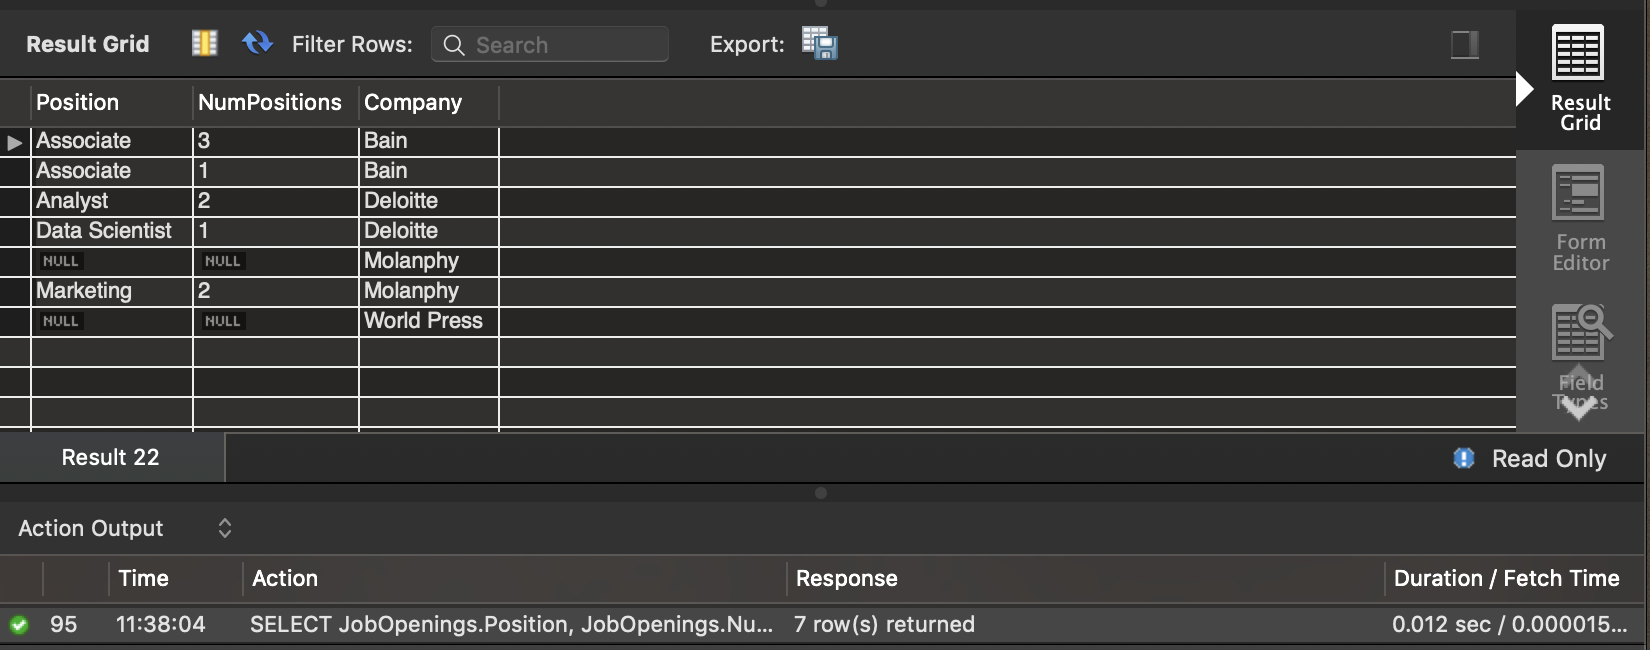 Result Grid Filter Rows: Search Export:
Position NumPositions Company
Associate 3 Bain
Associate 1 Bain
Analyst 2 Deloitte
Data Scientist 1 Deloitte
NULL NULL Molanphy
Marketing 2 Molanphy
NULL NULL World Press
Result
Grid
Form
Editor
Field
Types
Result 22 Read Only
Action Output
Time Action Response Duration / Fetch Time
95 11:38:04 SELECT JobOpenings.Position, JobOpenings.Nu... 7 row(s) returned 0.012 sec / 0.000015...